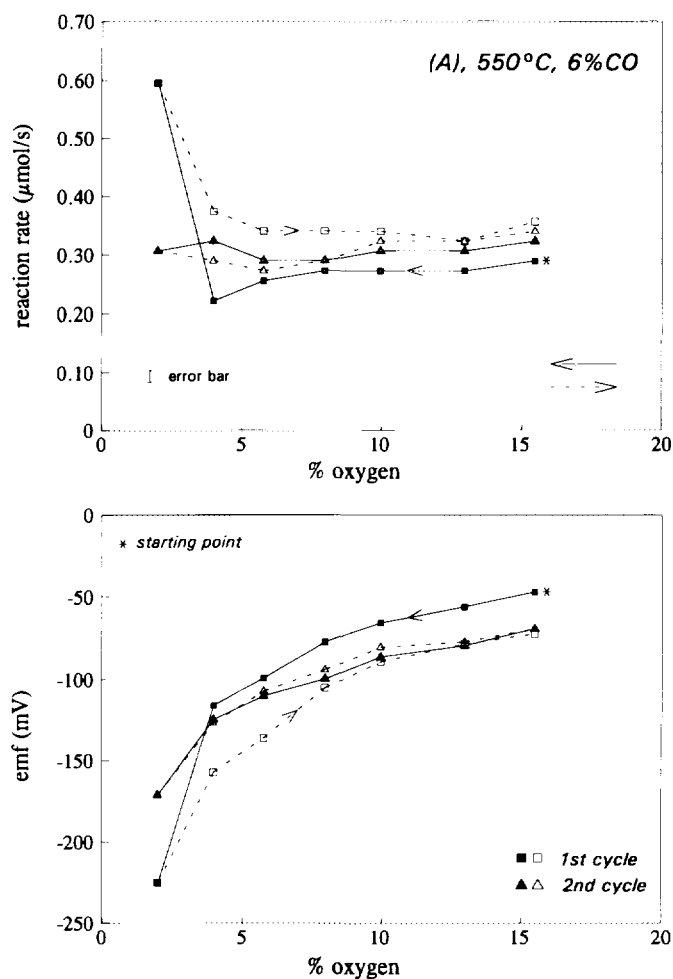 0.70
(A), 550°C, 6%CO
0.60
0.50
0.40
0.30
*
0.20
0.10
error bar
0
0 5 10 15 20
% oxygen
reaction rate (µmol/s)
0
* starting point
-50
*
-100
-150
-200
1st cycle
2nd cycle
-250
0 5 10 15 20
% oxygen
emf (mV)